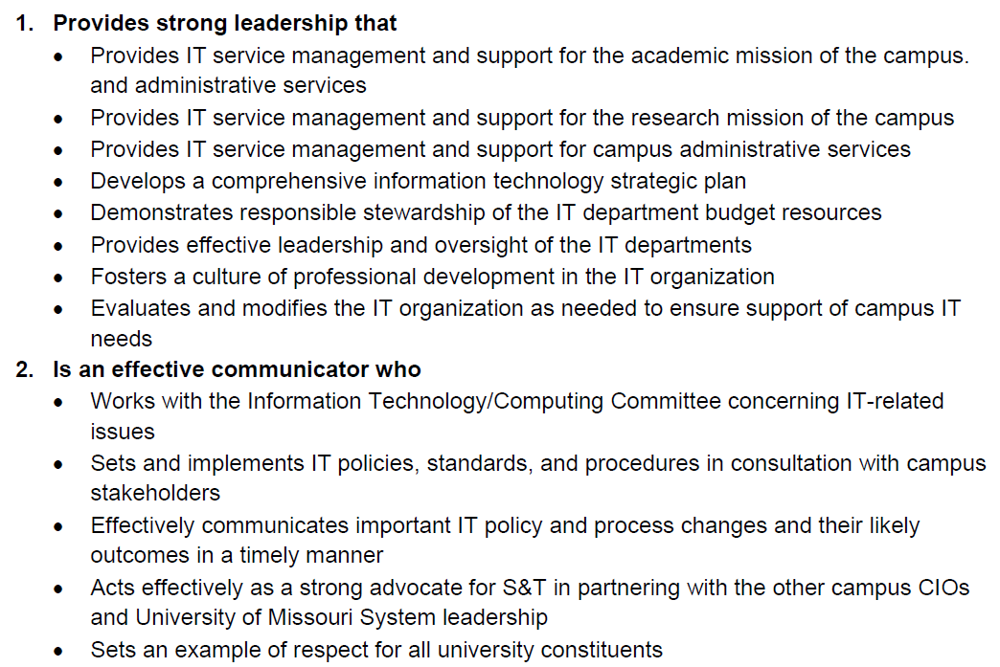 1. Provides strong leadership that
• Provides IT service management and support for the academic mission of the campus.
and administrative services
• Provides IT service management and support for the research mission of the campus
• Provides IT service management and support for campus administrative services
• Develops a comprehensive information technology strategic plan
• Demonstrates responsible stewardship of the IT department budget resources
• Provides effective leadership and oversight of the IT departments
• Fosters a culture of professional development in the IT organization
• Evaluates and modifies the IT organization as needed to ensure support of campus IT
needs
2. Is an effective communicator who
• Works with the Information Technology/Computing Committee concerning IT-related
issues
• Sets and implements IT policies, standards, and procedures in consultation with campus
stakeholders
• Effectively communicates important IT policy and process changes and their likely
outcomes in a timely manner
• Acts effectively as a strong advocate for S&T in partnering with the other campus CIOs
and University of Missouri System leadership
• Sets an example of respect for all university constituents